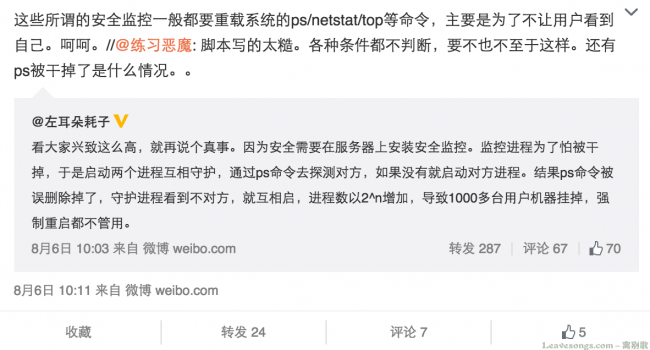 这些所谓的安全监控一般都要重载系统的ps/netstat/top等命令，主要是为了不让用户看到
自己。呵呵。//@练习恶魔: 脚本写的太糙。各种条件都不判断，要不也不至于这样。还有
ps被干掉了是什么情况。。
@左耳朵耗子
看大家兴致这么高，就再说个真事。因为安全需要在服务器上安装安全监控。监控进程为了怕被干
掉，于是启动两个进程互相守护，通过ps命令去探测对方，如果没有就启动对方进程。结果ps命令被
误删除掉了，守护进程看到不对方，就互相启，进程数以2^n增加，导致1000多台用户机器挂掉，强
制重启都不管用。
8月6日 10:03 来自 微博 weibo.com 转发 287 评论 67 70
8月6日 10:11 来自 微博 weibo.com
收藏 转发 24 评论 7 5
Leavesongs.com - 离别歌